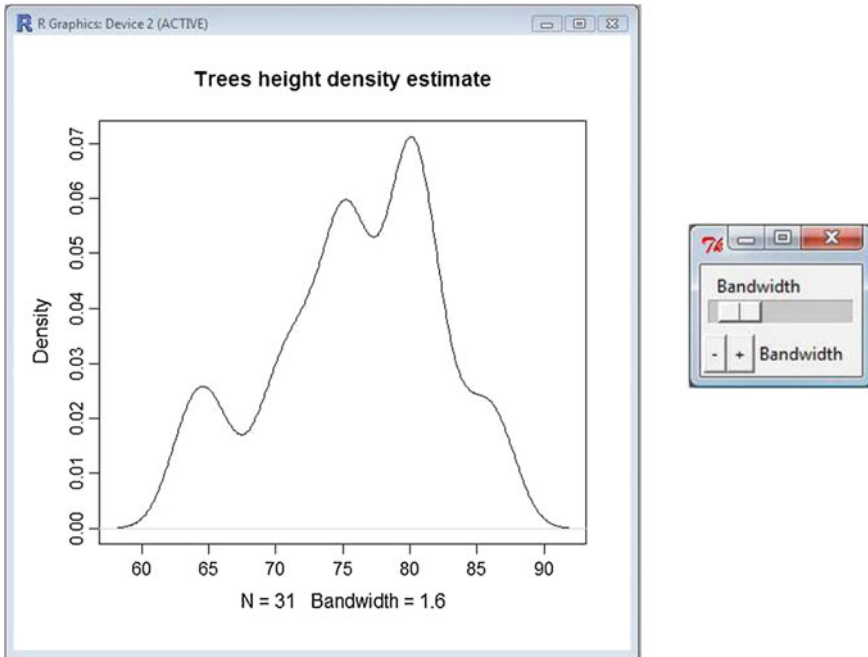 R Graphics: Device 2 (ACTIVE)
Trees height density estimate
Density
0.00 0.01 0.02 0.03 0.04 0.05 0.06 0.07
60 65 70 75 80 85 90
N = 31 Bandwidth = 1.6
Tk
Bandwidth
- + Bandwidth